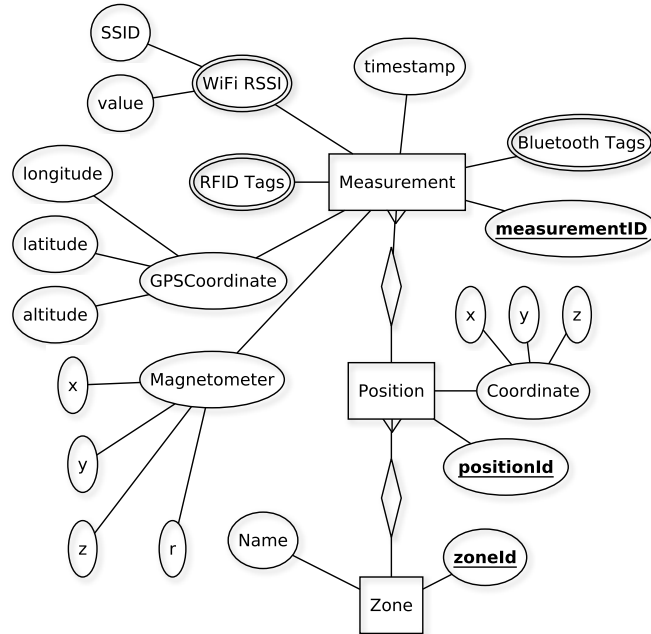 SSID
timestamp
WiFi RSSI
value
Bluetooth Tags
longitude
RFID Tags
Measurement
measurementID
latitude
GPSCoordinate
altitude
x
y
z
Magnetometer
x
Position
Coordinate
y
positionId
z
r
Name
zoneId
Zone